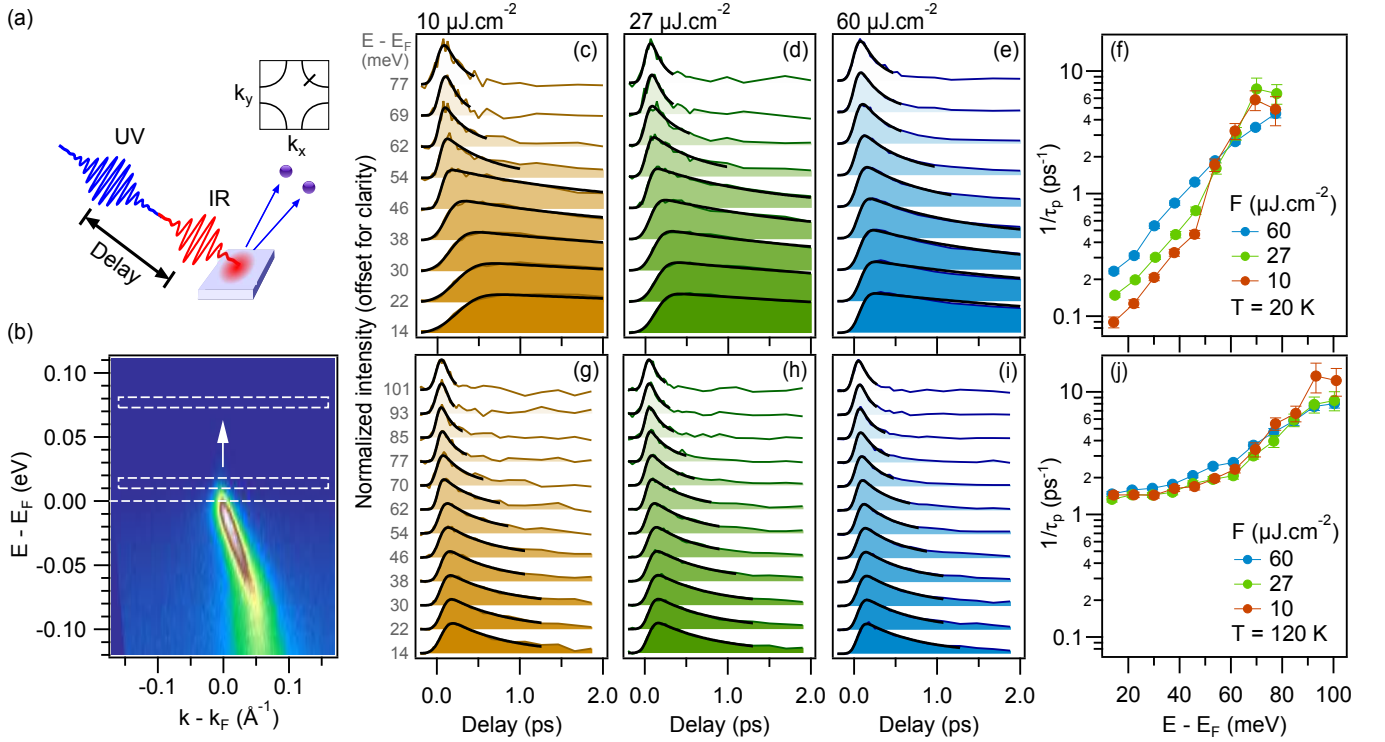 (a)
UV
IR
Delay
k_y
k_x
(b)
E - E_F (eV)
0.10
0.05
0.00
-0.05
-0.10
-0.1
0.0
0.1
k - k_F (Å⁻¹)
Normalized intensity (offset for clarity)
10 µJ.cm⁻²
27 µJ.cm⁻²
60 µJ.cm⁻²
E - E_F
(meV)
(c)
(d)
(e)
77
69
62
54
46
38
30
22
14
(g)
(h)
(i)
101
93
85
77
70
62
54
46
38
30
22
14
0.0
1.0
2.0
Delay (ps)
0.0
1.0
2.0
Delay (ps)
0.0
1.0
2.0
Delay (ps)
(f)
1/τ_p (ps⁻¹)
10
8
6
4
2
1
8
6
4
2
0.1
F (µJ.cm⁻²)
60
27
10
T = 20 K
(j)
1/τ_p (ps⁻¹)
10
8
6
4
2
1
8
6
4
2
0.1
F (µJ.cm⁻²)
60
27
10
T = 120 K
20
40
60
80
100
E - E_F (meV)